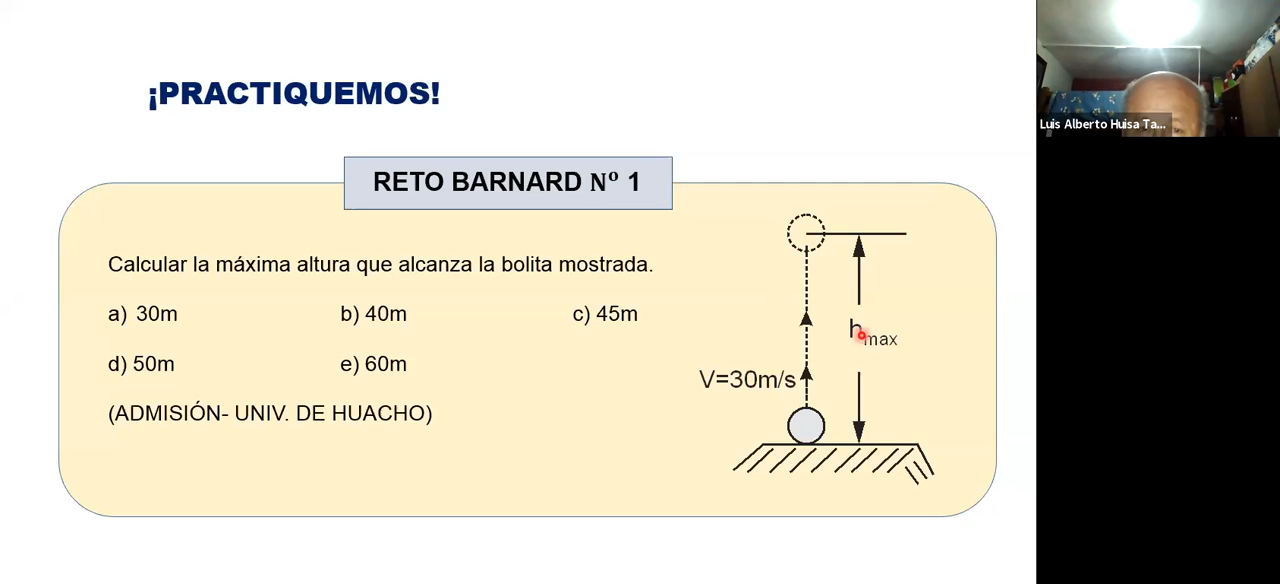 ¡PRACTIQUEMOS!
RETO BARNARD Nº 1
Calcular la máxima altura que alcanza la bolita mostrada.
a) 30m b) 40m c) 45m
d) 50m e) 60m
(ADMISIÓN- UNIV. DE HUACHO)
hmax
V=30m/s
Luis Alberto Huisa Ta...